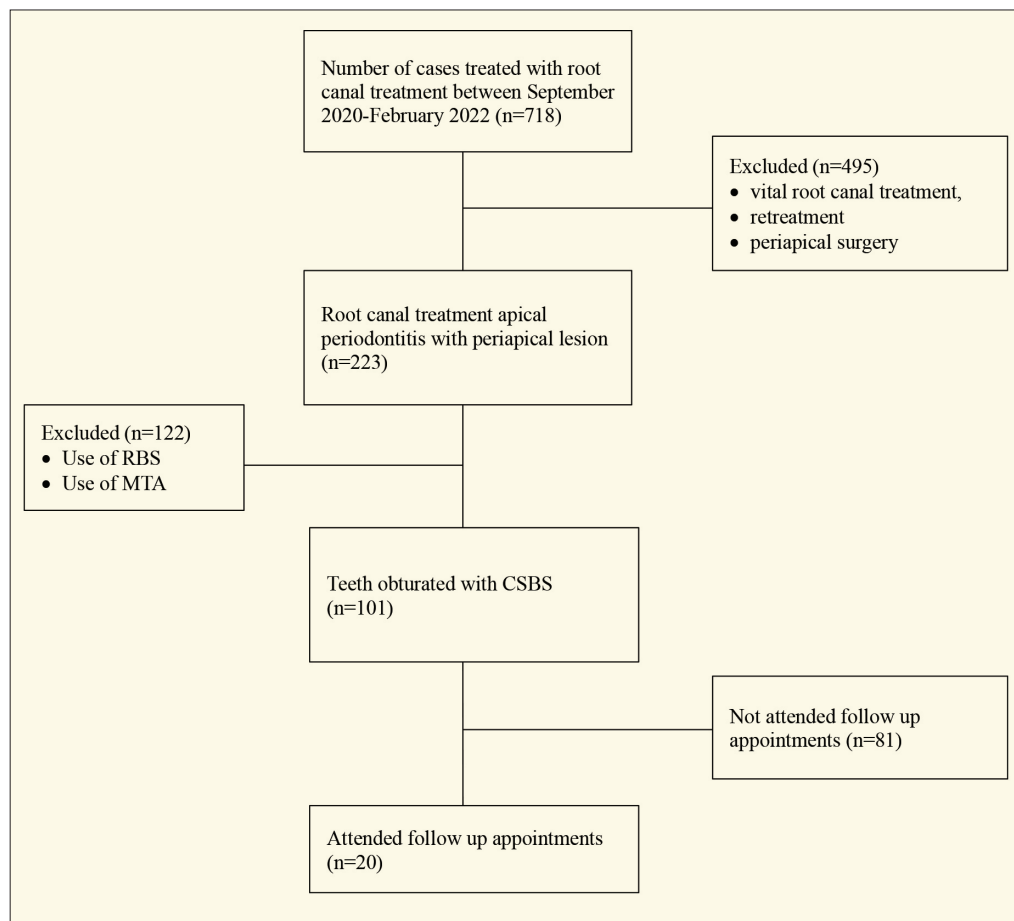 Number of cases treated with root
canal treatment between September
2020-February 2022 (n=718)
Excluded (n=495)
• vital root canal treatment,
• retreatment
• periapical surgery
Root canal treatment apical
periodontitis with periapical lesion
(n=223)
Excluded (n=122)
• Use of RBS
• Use of MTA
Teeth obturated with CSBS
(n=101)
Not attended follow up
appointments (n=81)
Attended follow up appointments
(n=20)